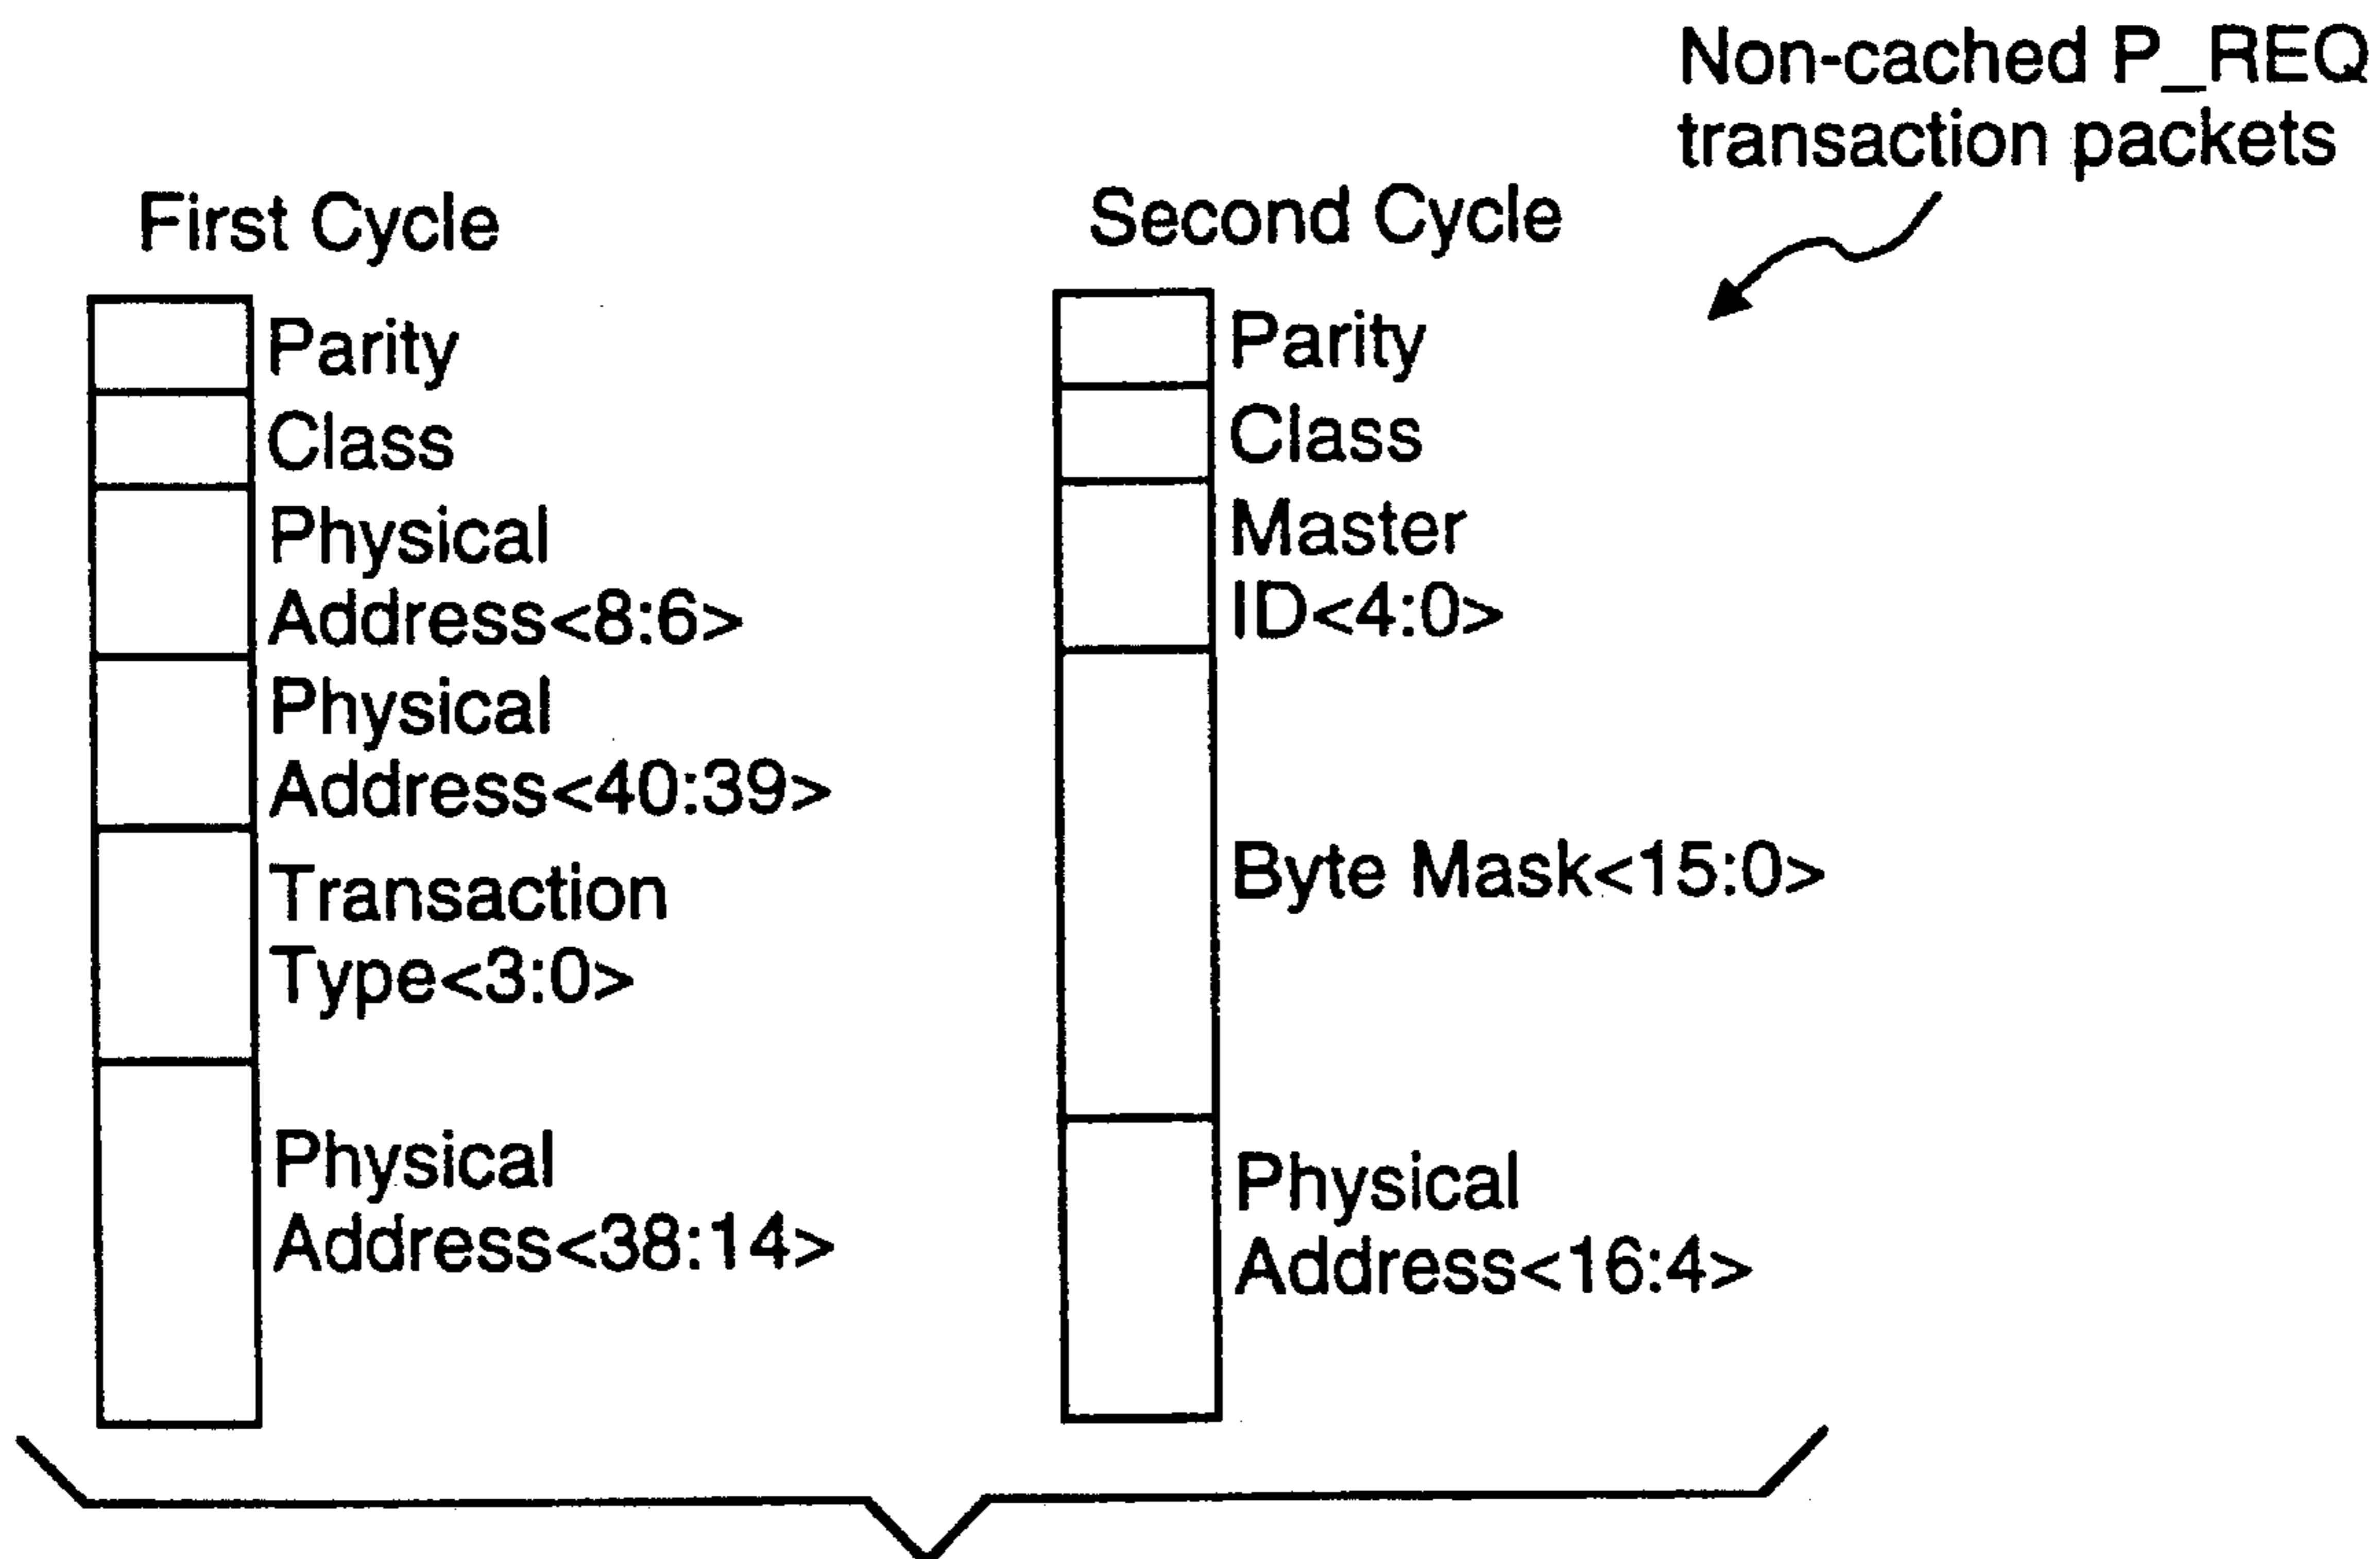 Non-cached P_REQ
transaction packets
First Cycle
Parity
Class
Physical
Address<8:6>
Physical
Address<40:39>
Transaction
Type<3:0>
Physical
Address<38:14>
Second Cycle
Parity
Class
Master
ID<4:0>
Byte Mask<15:0>
Physical
Address<16:4>